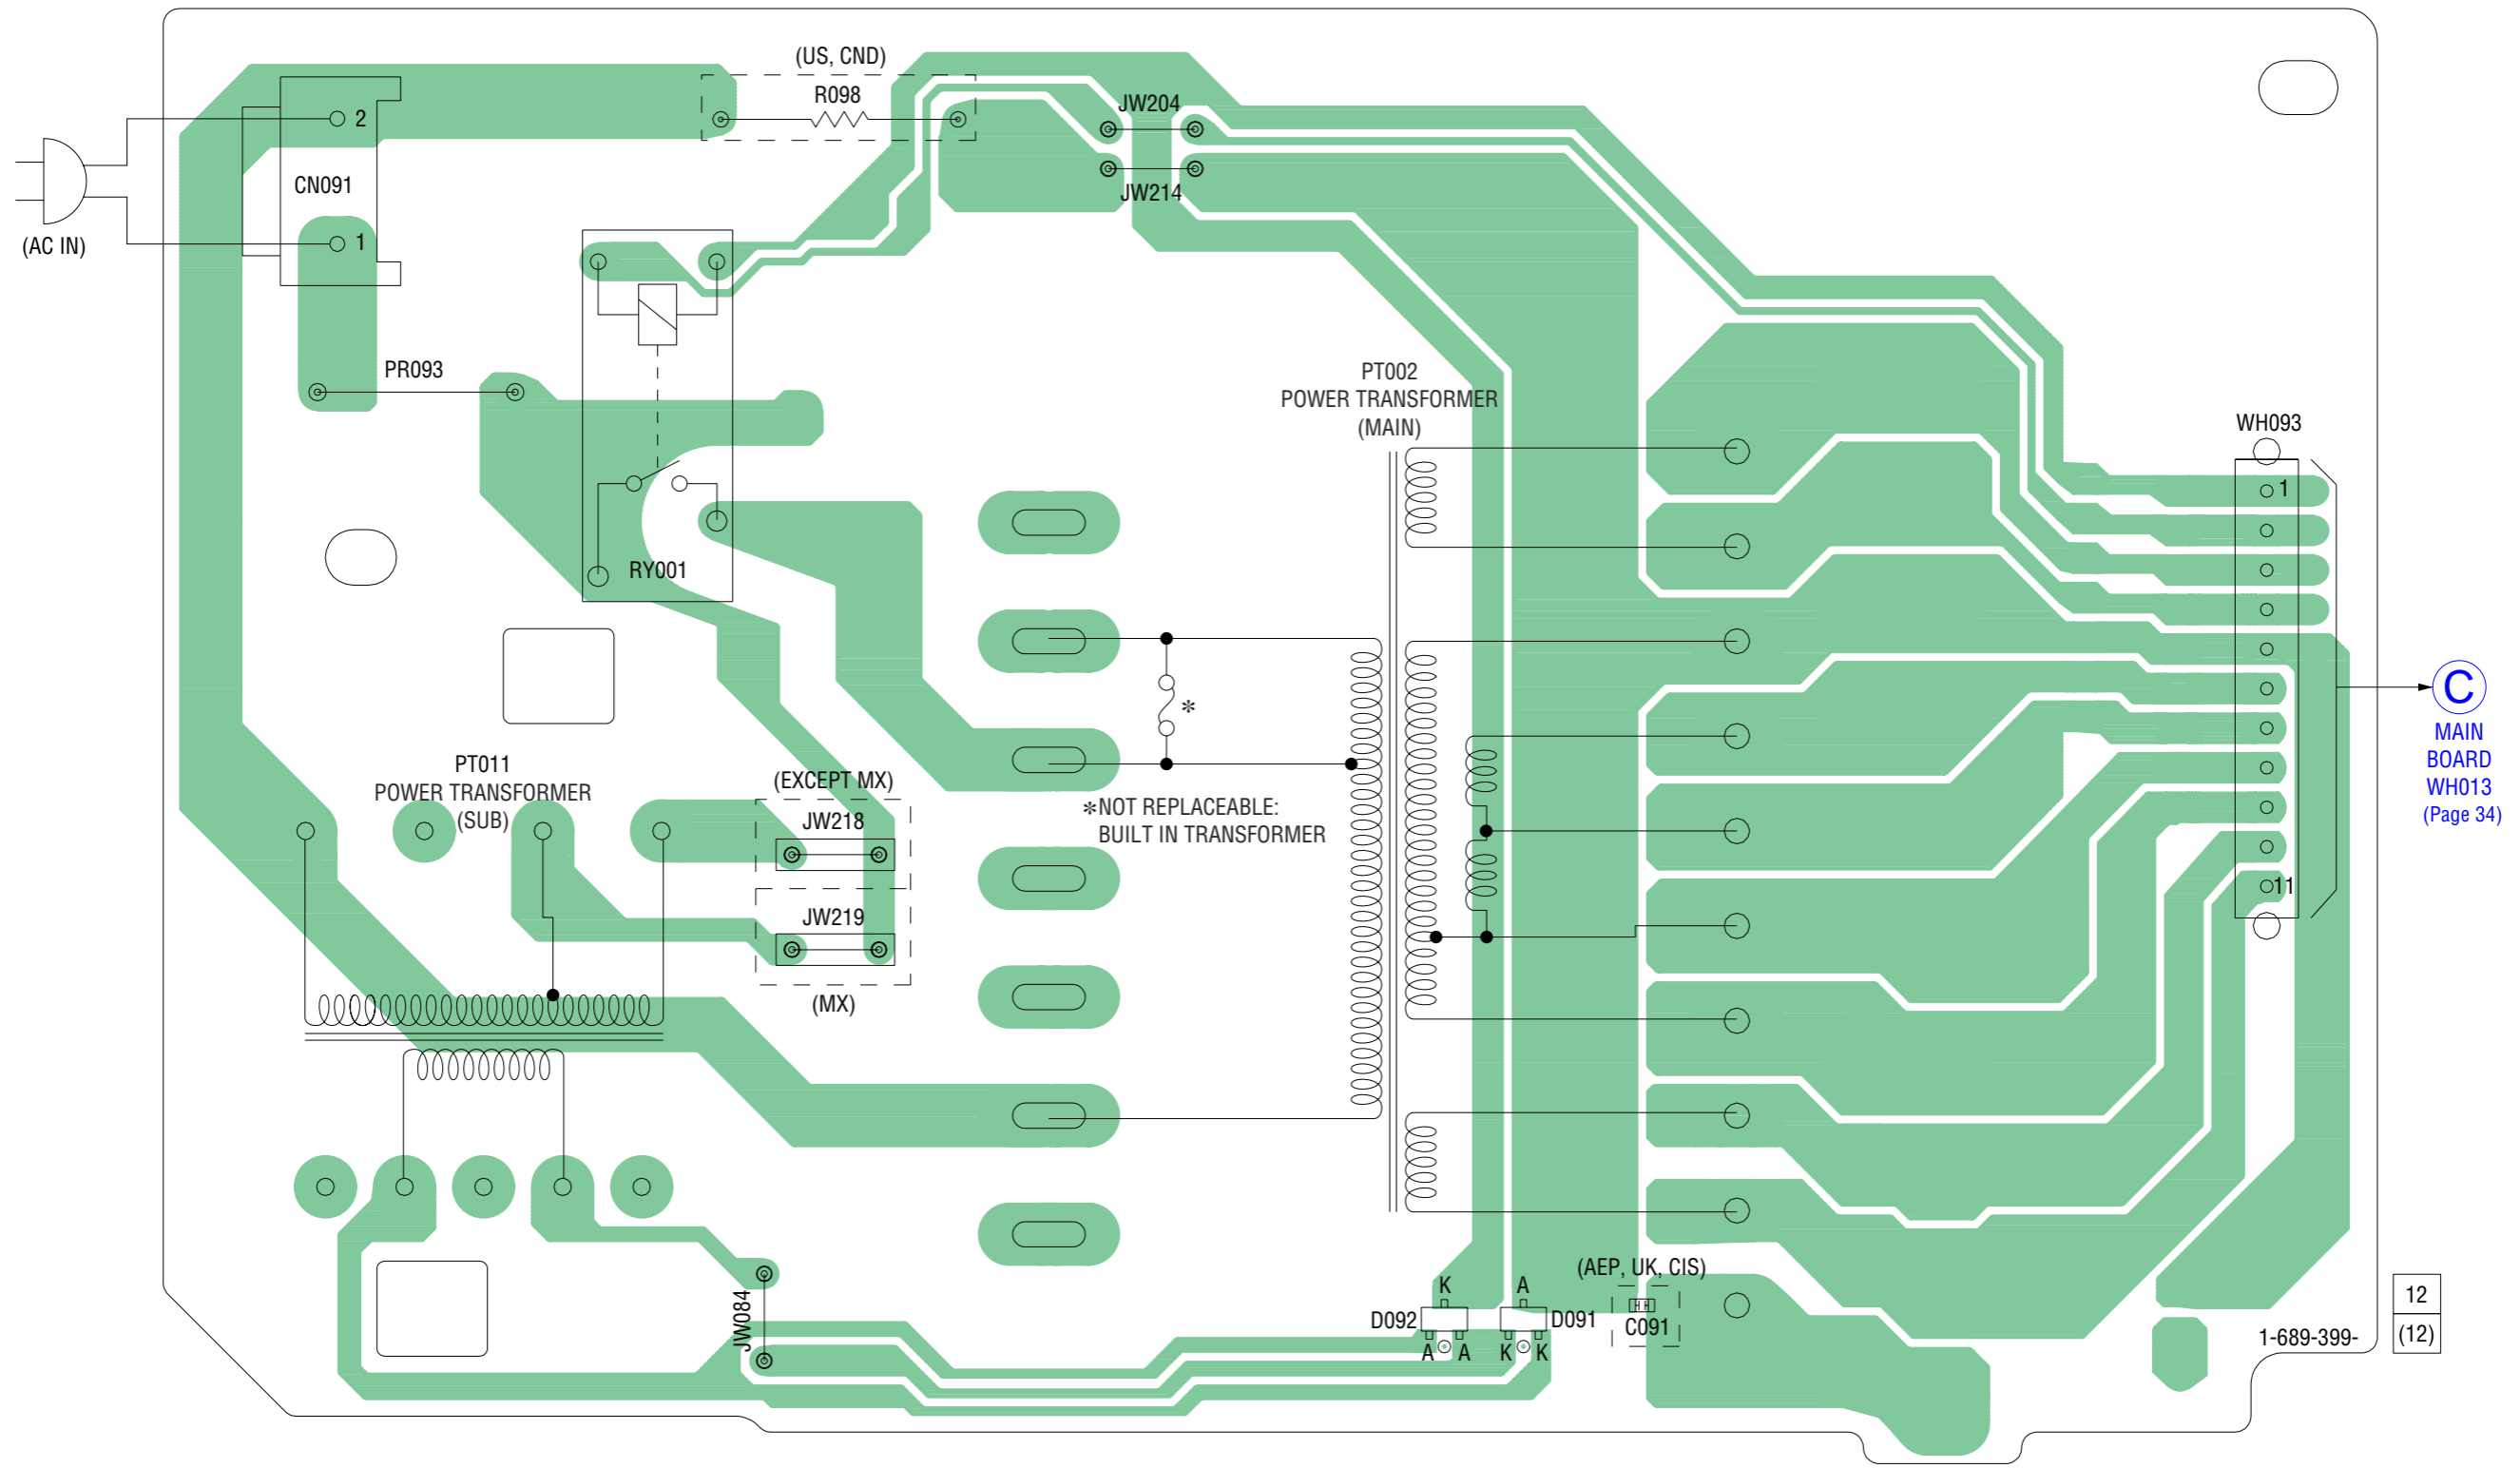 (US, CND)
R098
JW204
2
CN091
JW214
1
(AC IN)
PR093
PT002
POWER TRANSFORMER
(MAIN)
WH093
1
RY001
C
MAIN
BOARD
WH013
(Page 34)
PT011
POWER TRANSFORMER
(SUB)
(EXCEPT MX)
JW218
*
*NOT REPLACEABLE:
BUILT IN TRANSFORMER
11
JW219
(MX)
(AEP, UK, CIS)
K
A
JW084
D092
D091
C091
A
A
K
K
1-689-399-
12
(12)